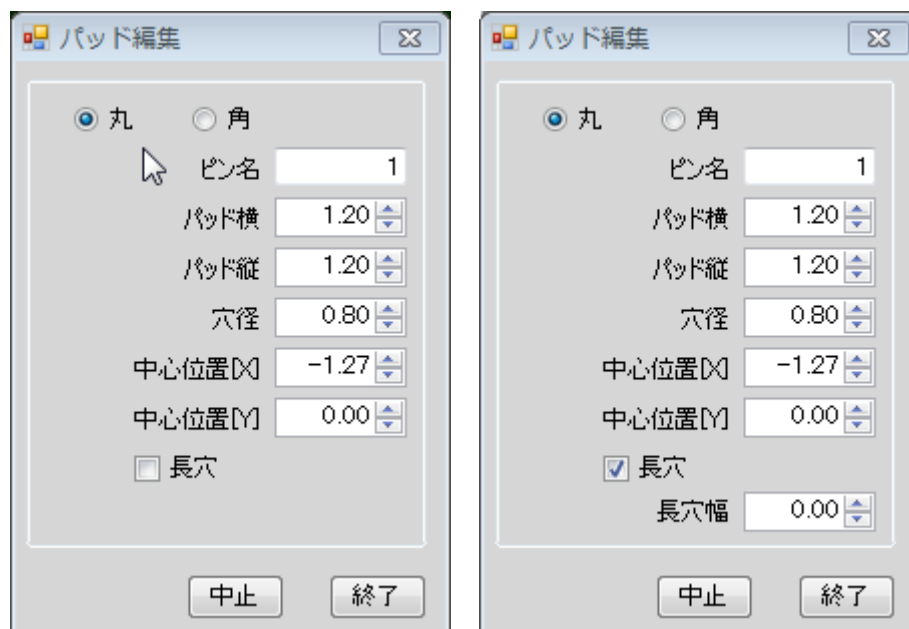 パッド編集
丸 角
ピン名 1
パッド横 1.20
パッド縦 1.20
穴径 0.80
中心位置[X] -1.27
中心位置[Y] 0.00
長穴
中止 終了
パッド編集
丸 角
ピン名 1
パッド横 1.20
パッド縦 1.20
穴径 0.80
中心位置[X] -1.27
中心位置[Y] 0.00
長穴
長穴幅 0.00
中止 終了